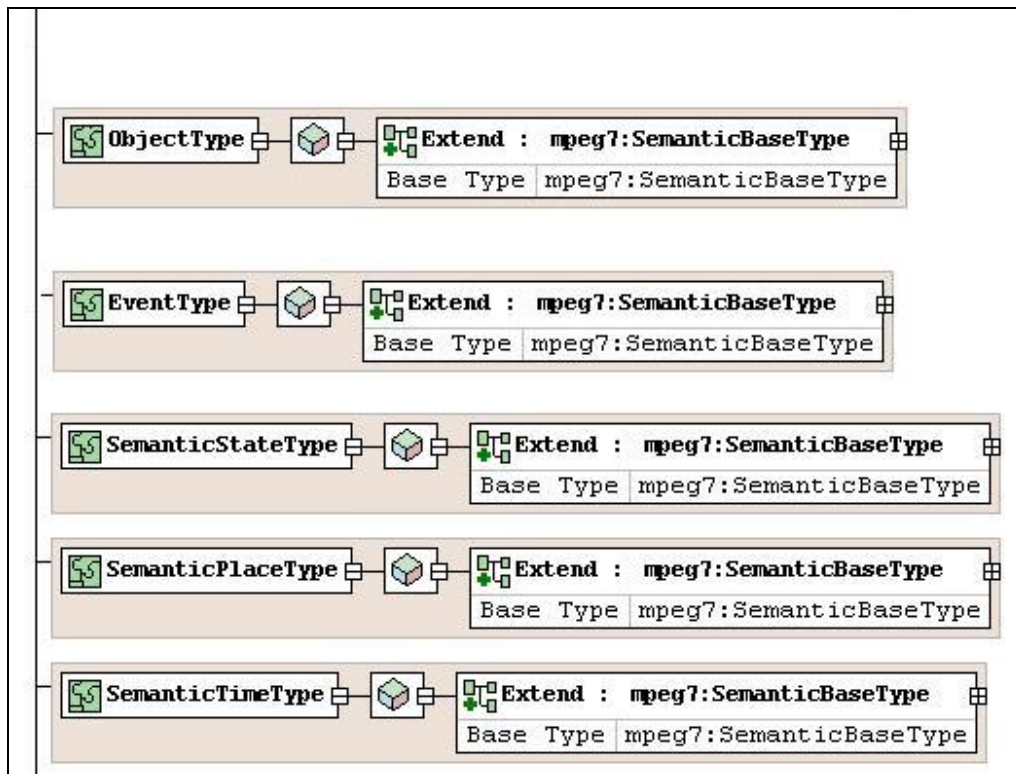 ObjectType Extend : mpeg7:SemanticBaseType
Base Type mpeg7:SemanticBaseType
EventType Extend : mpeg7:SemanticBaseType
Base Type mpeg7:SemanticBaseType
SemanticStateType Extend : mpeg7:SemanticBaseType
Base Type mpeg7:SemanticBaseType
SemanticPlaceType Extend : mpeg7:SemanticBaseType
Base Type mpeg7:SemanticBaseType
SemanticTimeType Extend : mpeg7:SemanticBaseType
Base Type mpeg7:SemanticBaseType